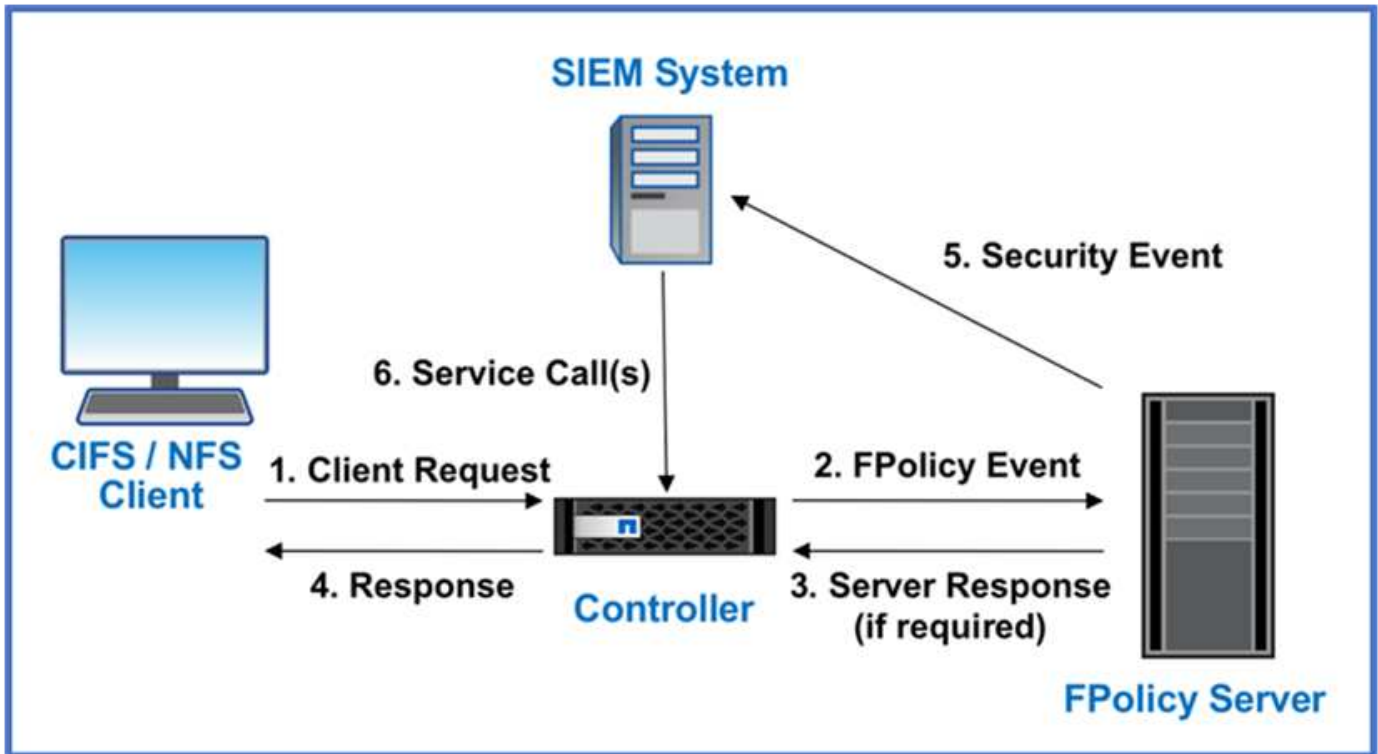 SIEM System
5. Security Event
6. Service Call(s)
CIFS / NFS
Client
1. Client Request
2. FPolicy Event
4. Response
Controller
3. Server Response
(if required)
FPolicy Server